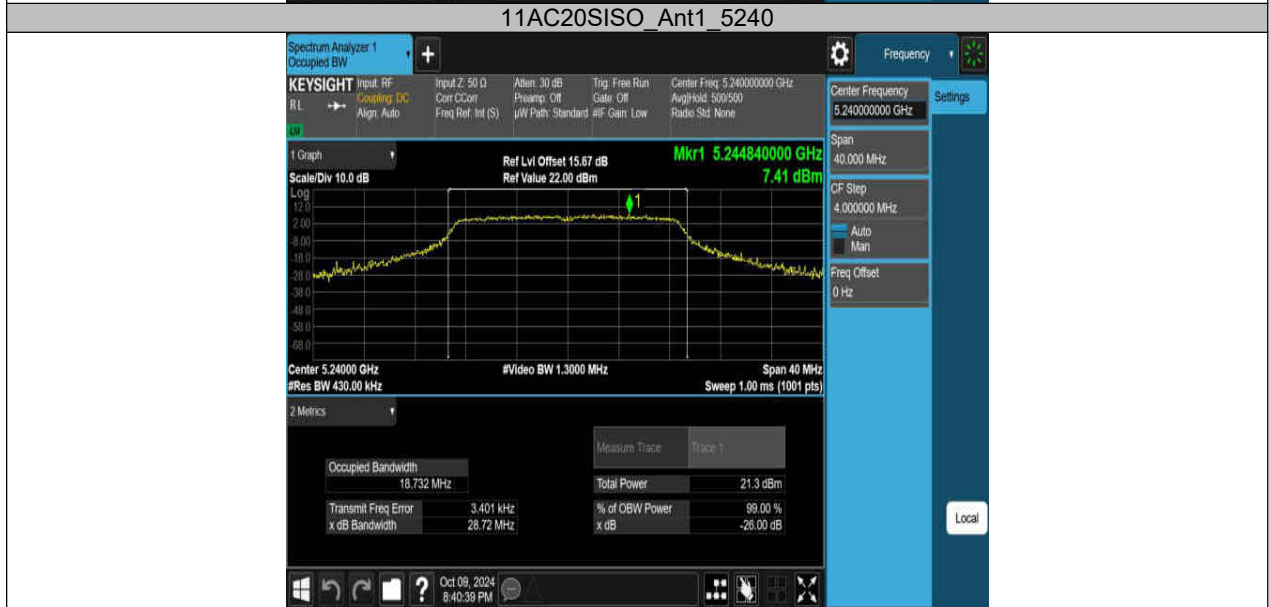 11AC20SISO_Ant1_5240
Spectrum Analyzer 1
Occupied BW
+
Frequency
KEYSIGHT
RL
Input: RF
Coupling: DC
Align: Auto
Input Z: 50 Ω
Corr CCorr
Freq Ref: Int (S)
Atten: 30 dB
Preamp: Off
µW Path: Standard
Trig: Free Run
Gate: Off
#IF Gain: Low
Center Freq: 5.240000000 GHz
Avg|Hold: 500/500
Radio Std: None
Center Frequency
5.240000000 GHz
Settings
Span
40.000 MHz
CF Step
4.000000 MHz
Auto
Man
Freq Offset
0 Hz
1 Graph
Scale/Div 10.0 dB
Ref Lvl Offset 15.67 dB
Ref Value 22.00 dBm
Mkr1 5.244840000 GHz
7.41 dBm
Log
12.0
2.00
-8.00
-18.0
-28.0
-38.0
-48.0
-58.0
-68.0
1
Center 5.24000 GHz
#Res BW 430.00 kHz
#Video BW 1.3000 MHz
Span 40 MHz
Sweep 1.00 ms (1001 pts)
2 Metrics
Measure Trace
Trace 1
Occupied Bandwidth
18.732 MHz
Total Power
21.3 dBm
Transmit Freq Error
3.401 kHz
% of OBW Power
99.00 %
x dB Bandwidth
28.72 MHz
x dB
-26.00 dB
Local
?
Oct 09, 2024
8:40:39 PM